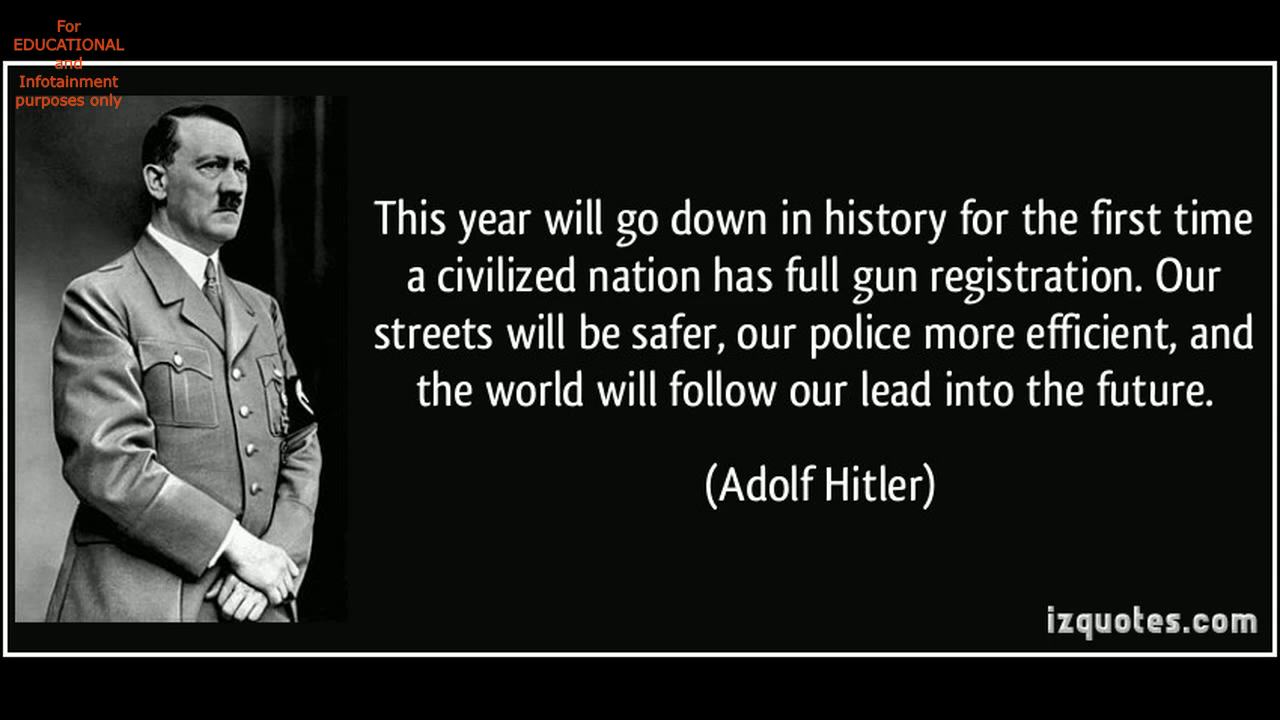 For
EDUCATIONAL
and
Infotainment
purposes only
This year will go down in history for the first time
a civilized nation has full gun registration. Our
streets will be safer, our police more efficient, and
the world will follow our lead into the future.
(Adolf Hitler)
izquotes.com